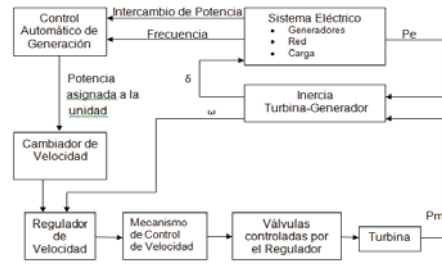 Control
Automático de
Generación
Intercambio de Potencia
Frecuencia
Sistema Eléctrico
• Generadores
• Red
• Carga
Pe
Potencia
asignada a la
unidad
δ
Inercia
Turbina-Generador
ω
Cambiador de
Velocidad
Regulador
de
Velocidad
Mecanismo
de Control
de Velocidad
Válvulas
controladas por
el Regulador
Turbina
Pm